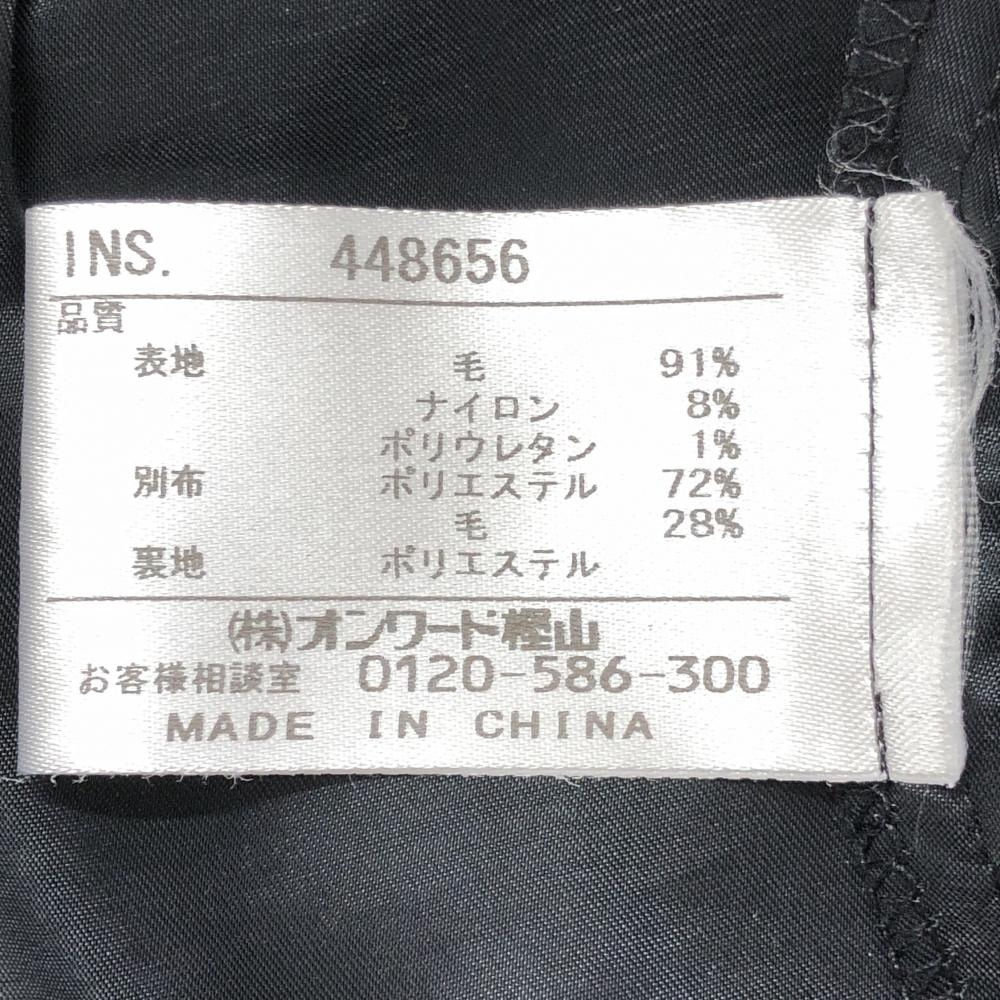 INS. 448656
品質
表地 毛 91%
ナイロン 8%
ポリウレタン 1%
別布 ポリエステル 72%
毛 28%
裏地 ポリエステル
(株)オンワード樫山
お客様相談室 0120-586-300
MADE IN CHINA